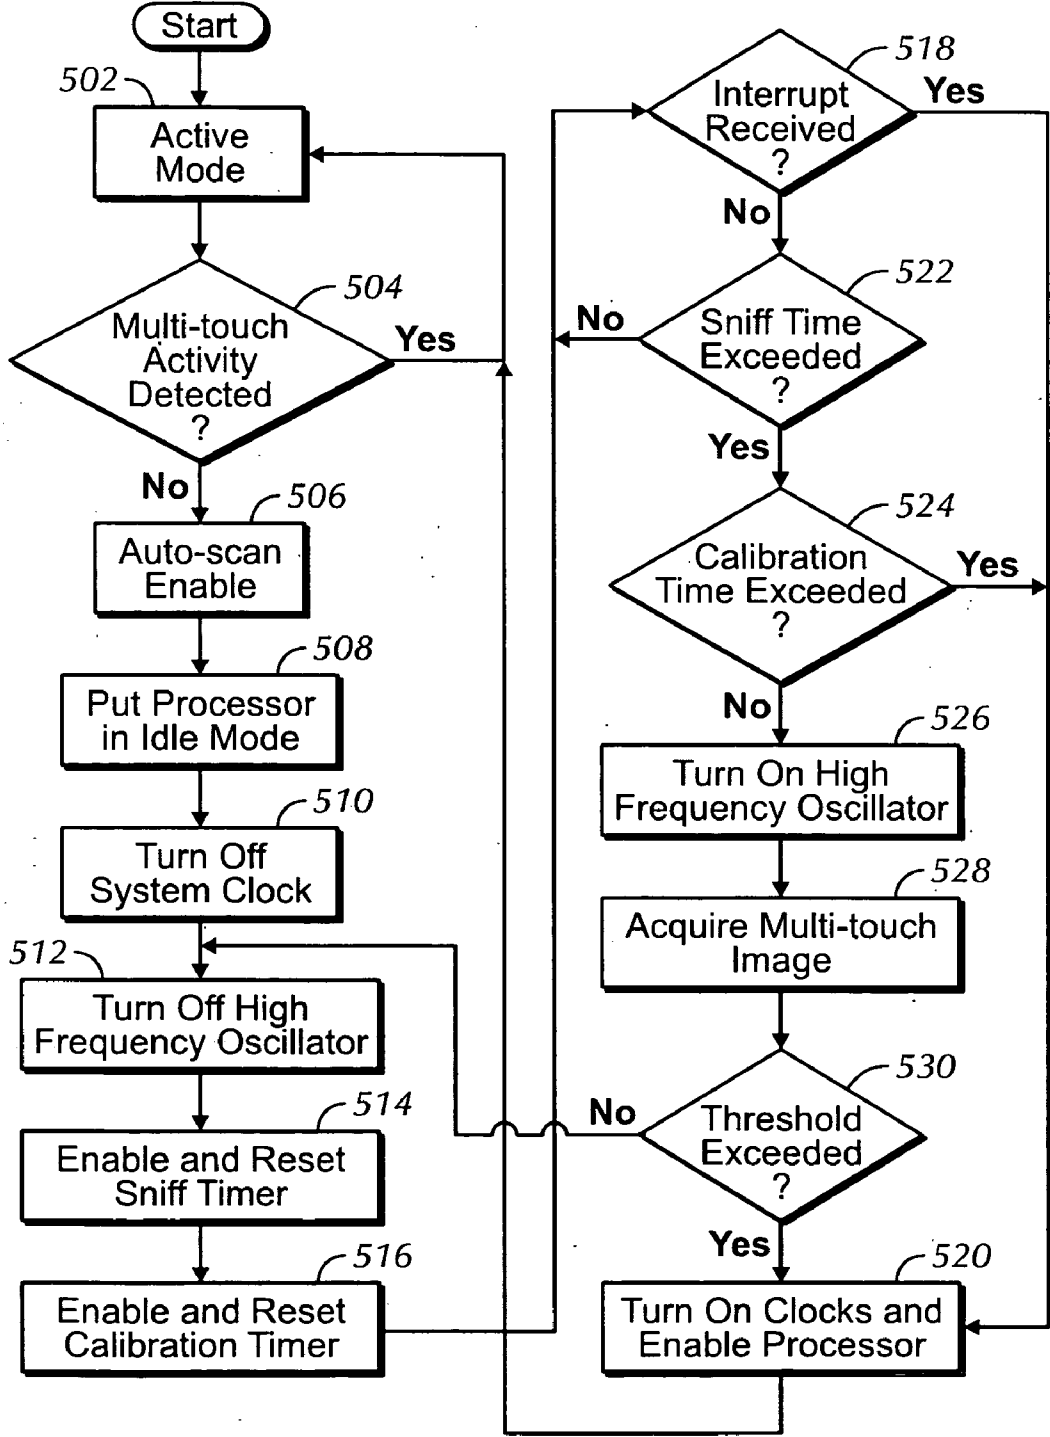 Start
502
Active
Mode
504
Multi-touch
Activity
Detected
?
Yes
No
506
Auto-scan
Enable
508
Put Processor
in Idle Mode
510
Turn Off
System Clock
512
Turn Off High
Frequency Oscillator
514
Enable and Reset
Sniff Timer
516
Enable and Reset
Calibration Timer
518
Interrupt
Received
?
Yes
No
522
Sniff Time
Exceeded
?
No
Yes
524
Calibration
Time Exceeded
?
Yes
No
526
Turn On High
Frequency Oscillator
528
Acquire Multi-touch
Image
530
Threshold
Exceeded
?
No
Yes
520
Turn On Clocks and
Enable Processor